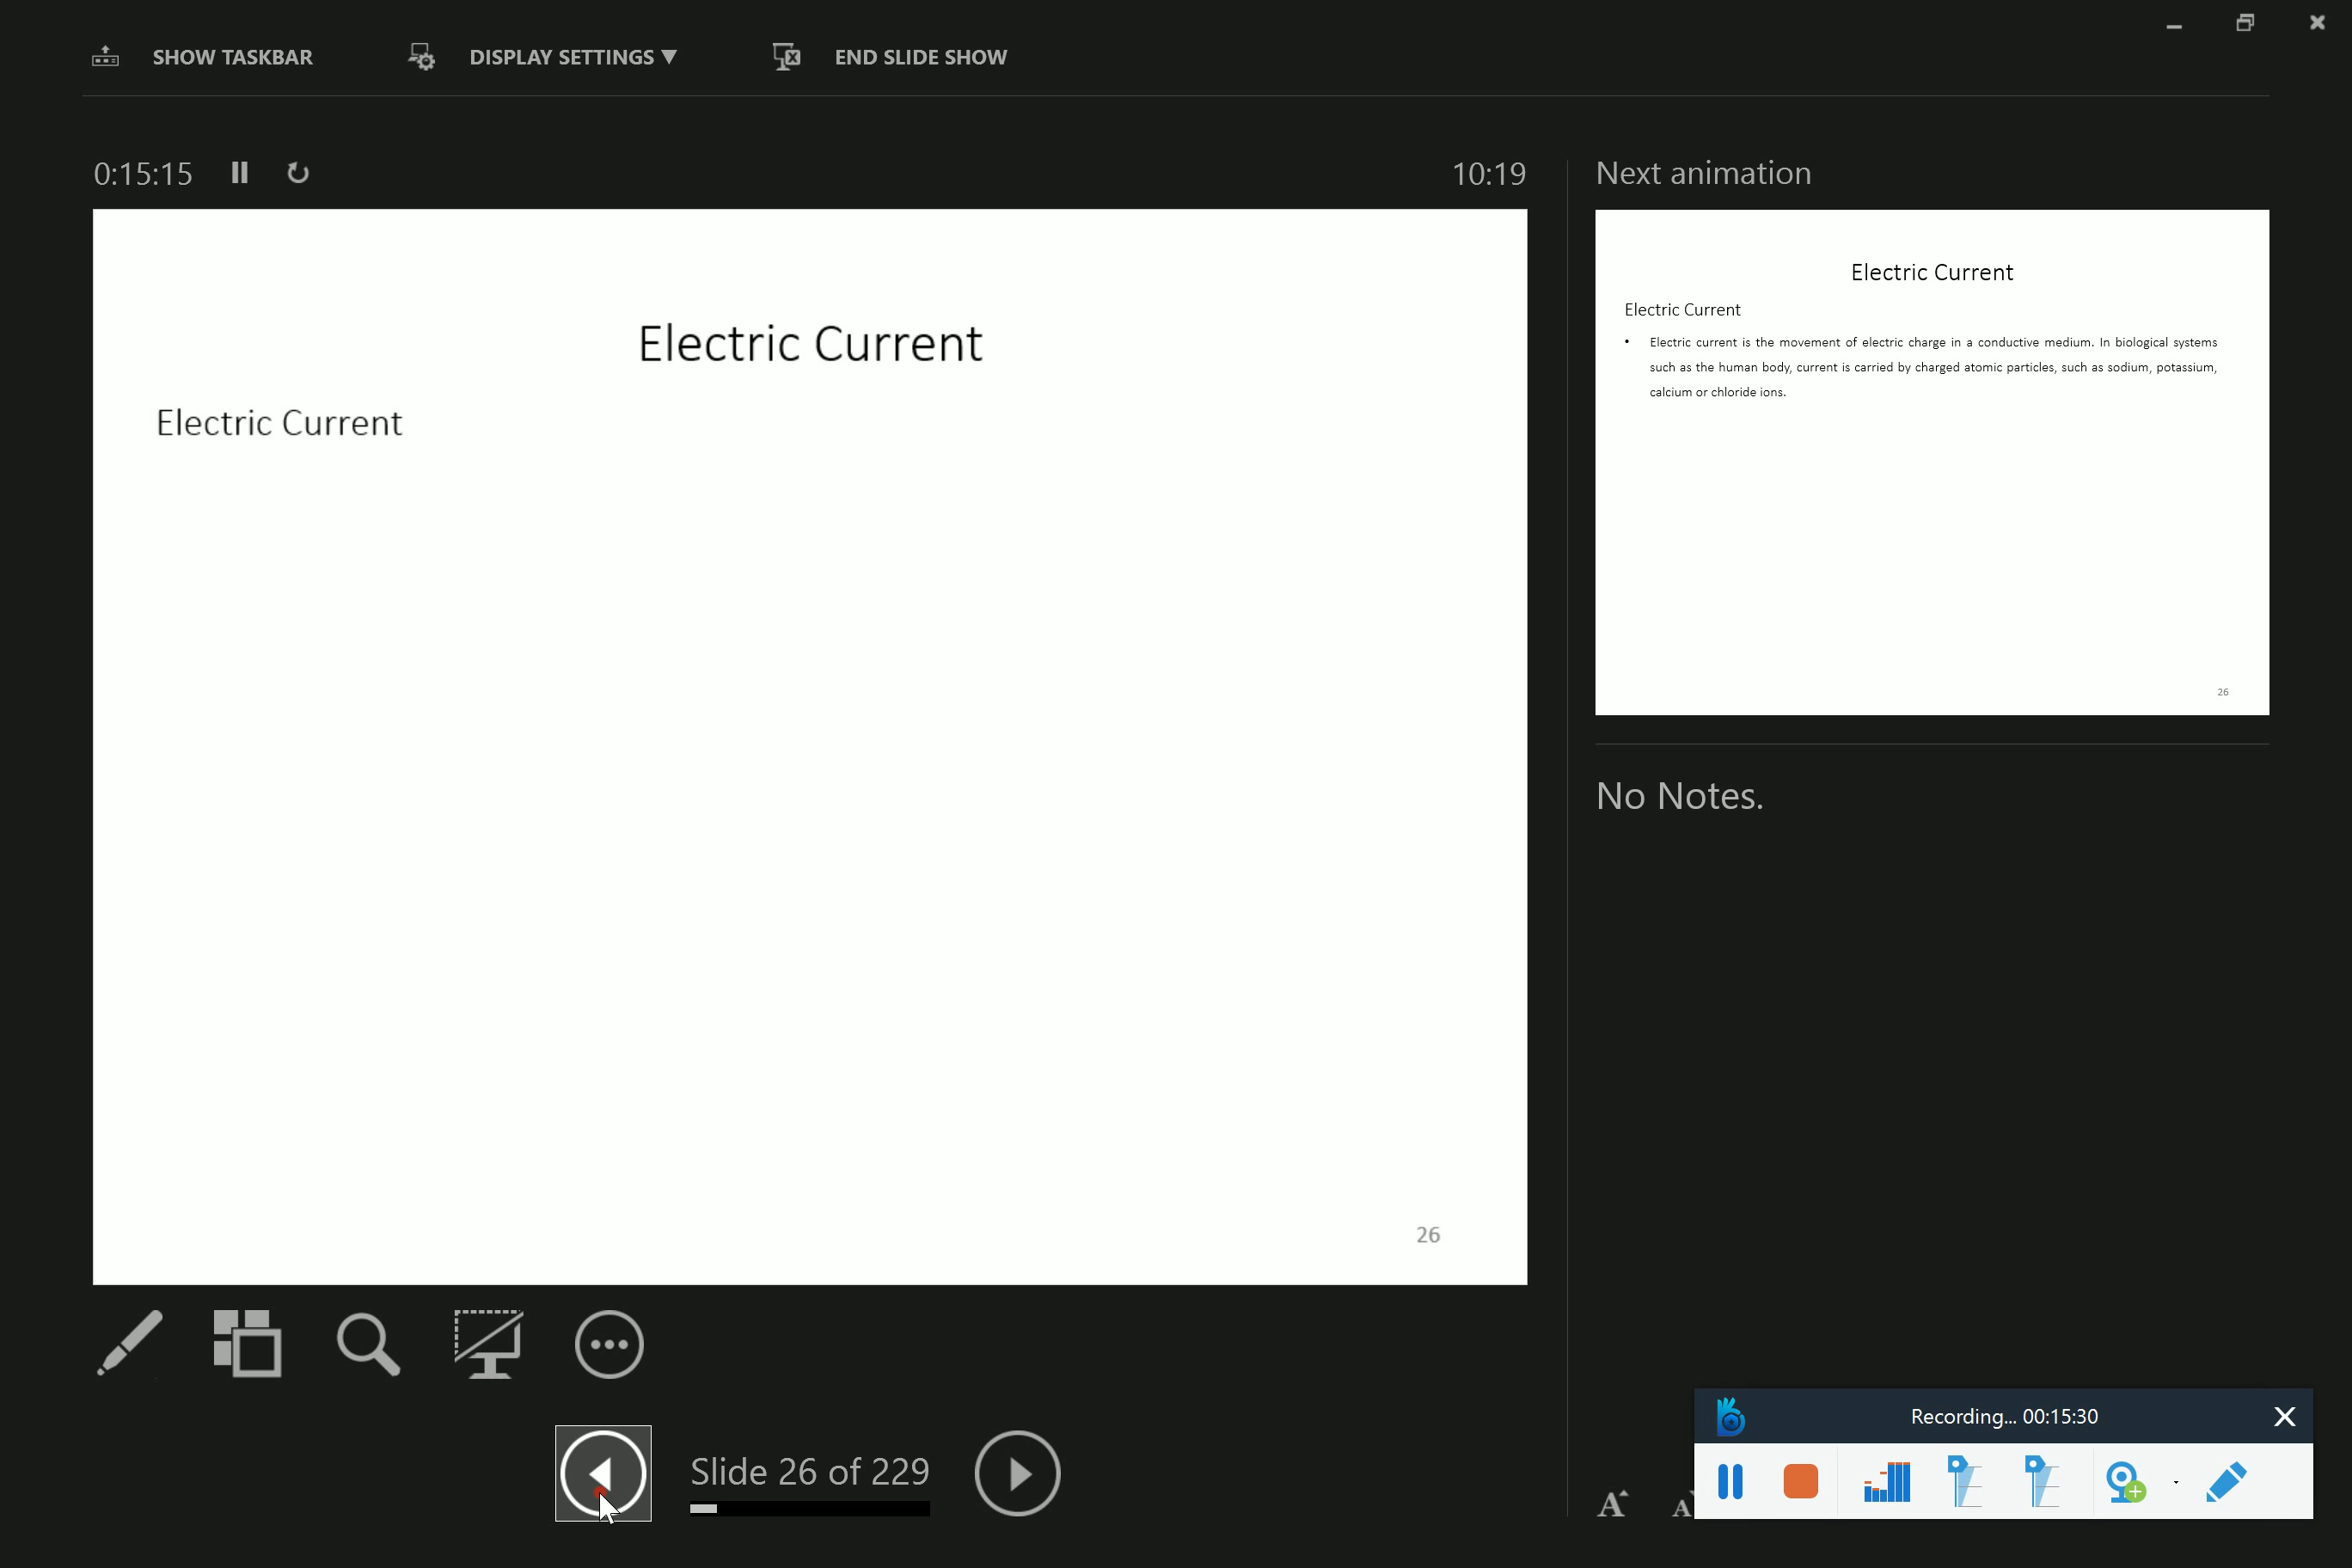 SHOW TASKBAR
DISPLAY SETTINGS ▼
END SLIDE SHOW
0:15:15
10:19
Electric Current
Electric Current
26
Next animation
Electric Current
Electric Current
• Electric current is the movement of electric charge in a conductive medium. In biological systems
such as the human body, current is carried by charged atomic particles, such as sodium, potassium,
calcium or chloride ions.
26
No Notes.
Slide 26 of 229
A
A
Recording... 00:15:30